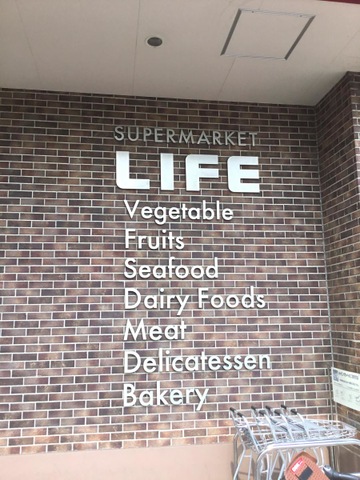 SUPERMARKET
LIFE
Vegetable
Fruits
Seafood
Dairy Foods
Meat
Delicatessen
Bakery